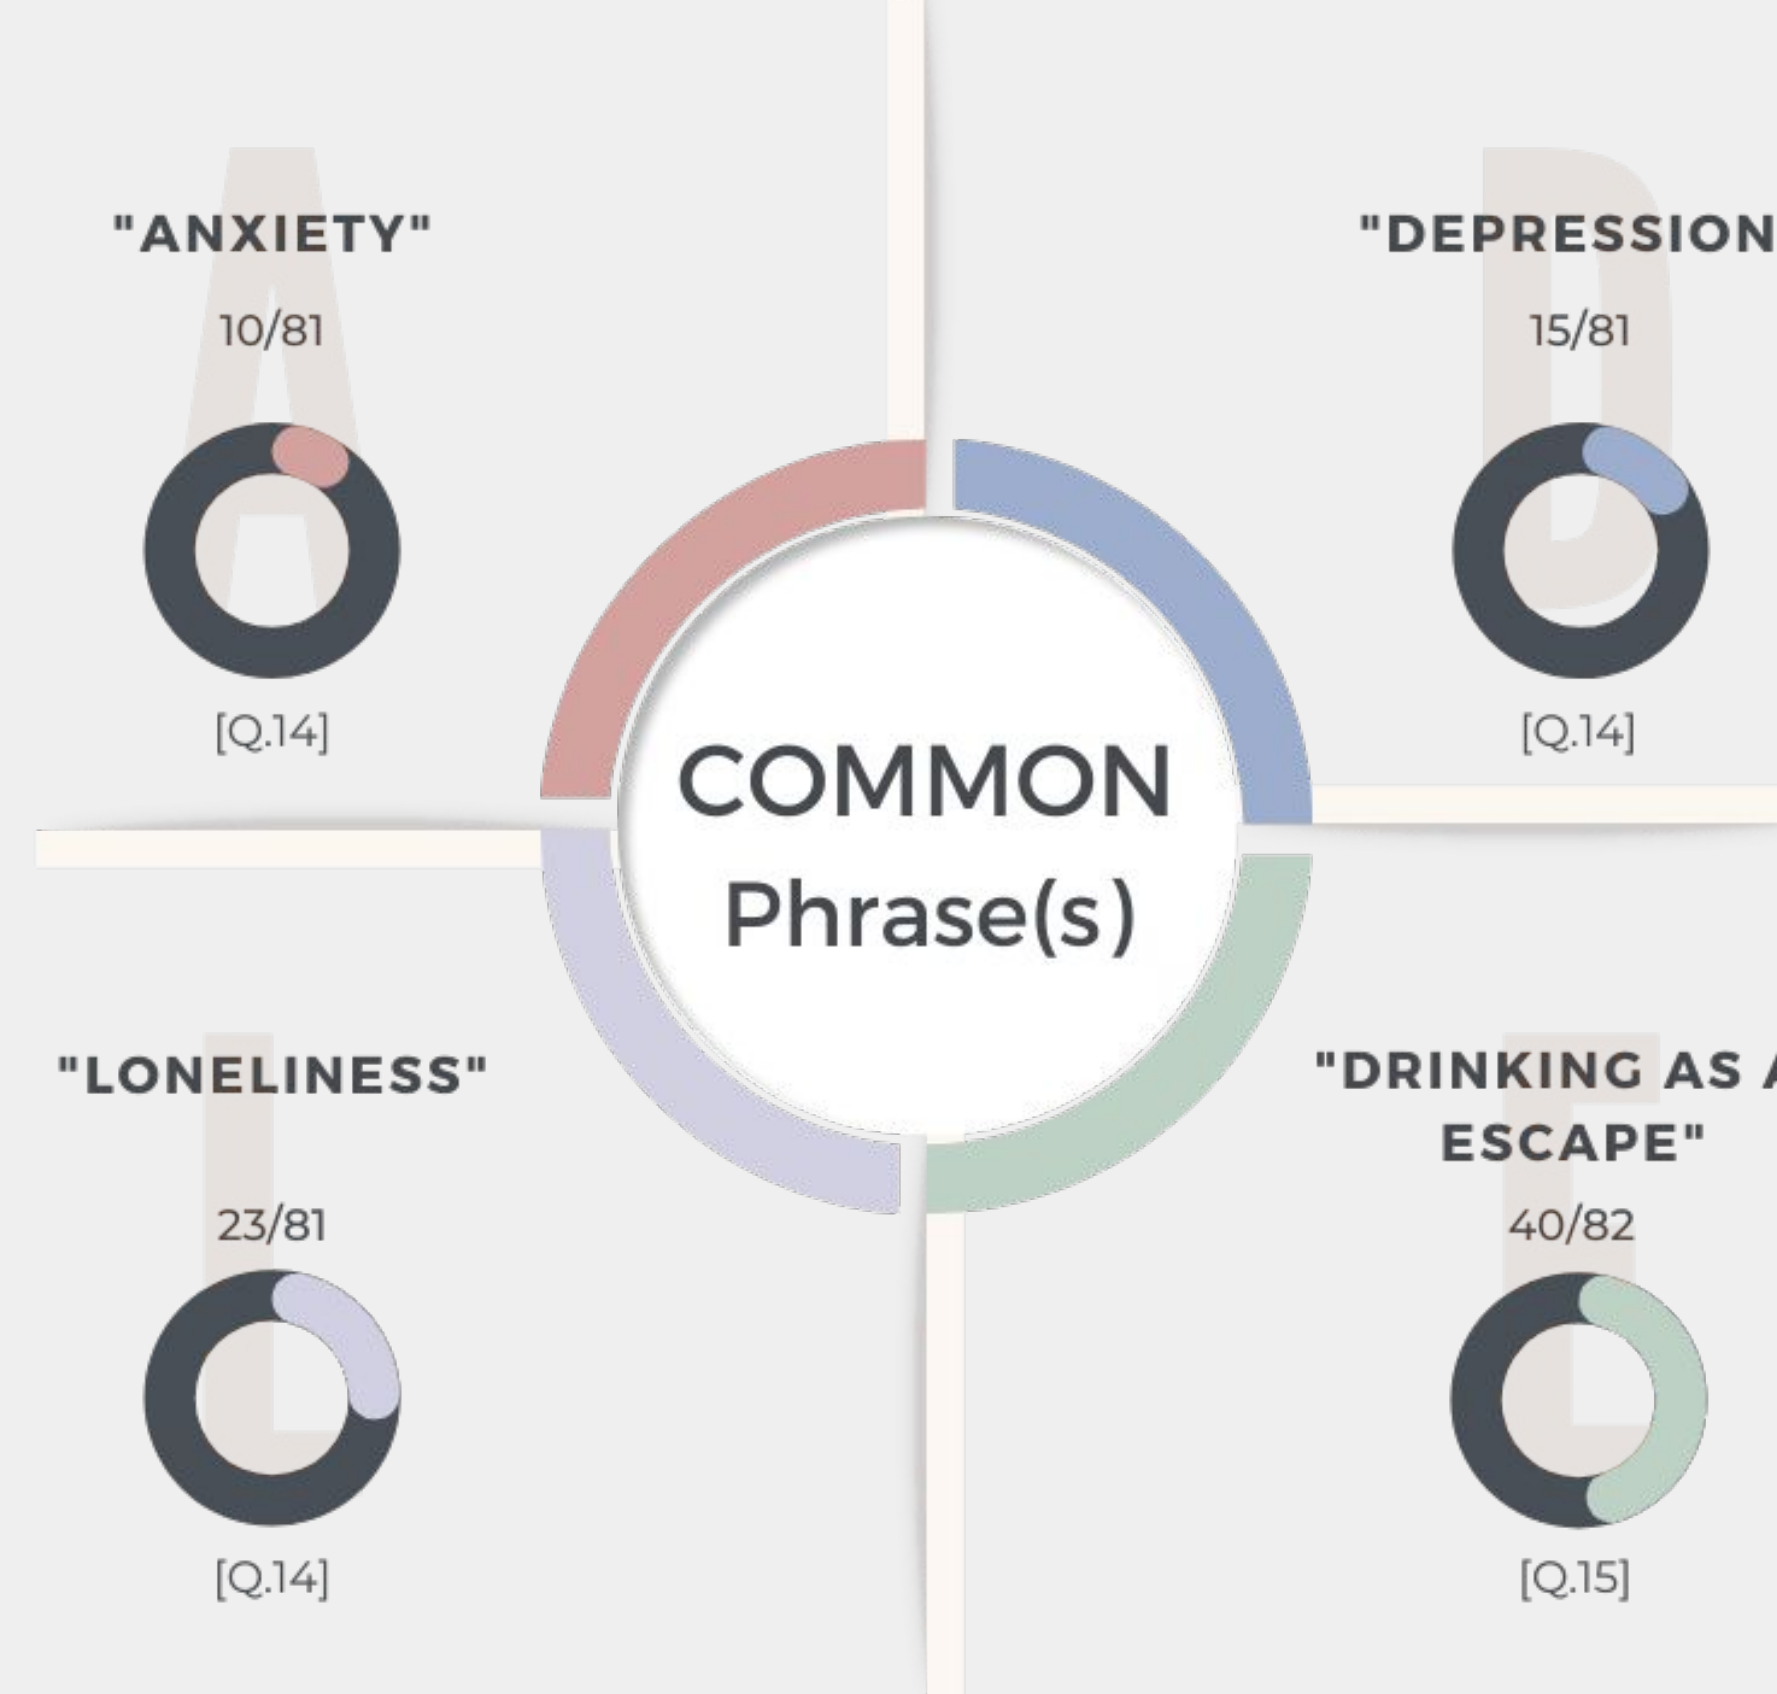 "ANXIETY"
10/81
[Q.14]
"DEPRESSION
15/81
[Q.14]
COMMON
Phrase(s)
"LONELINESS"
23/81
[Q.14]
"DRINKING AS A
ESCAPE"
40/82
[Q.15]
A
D
L
E